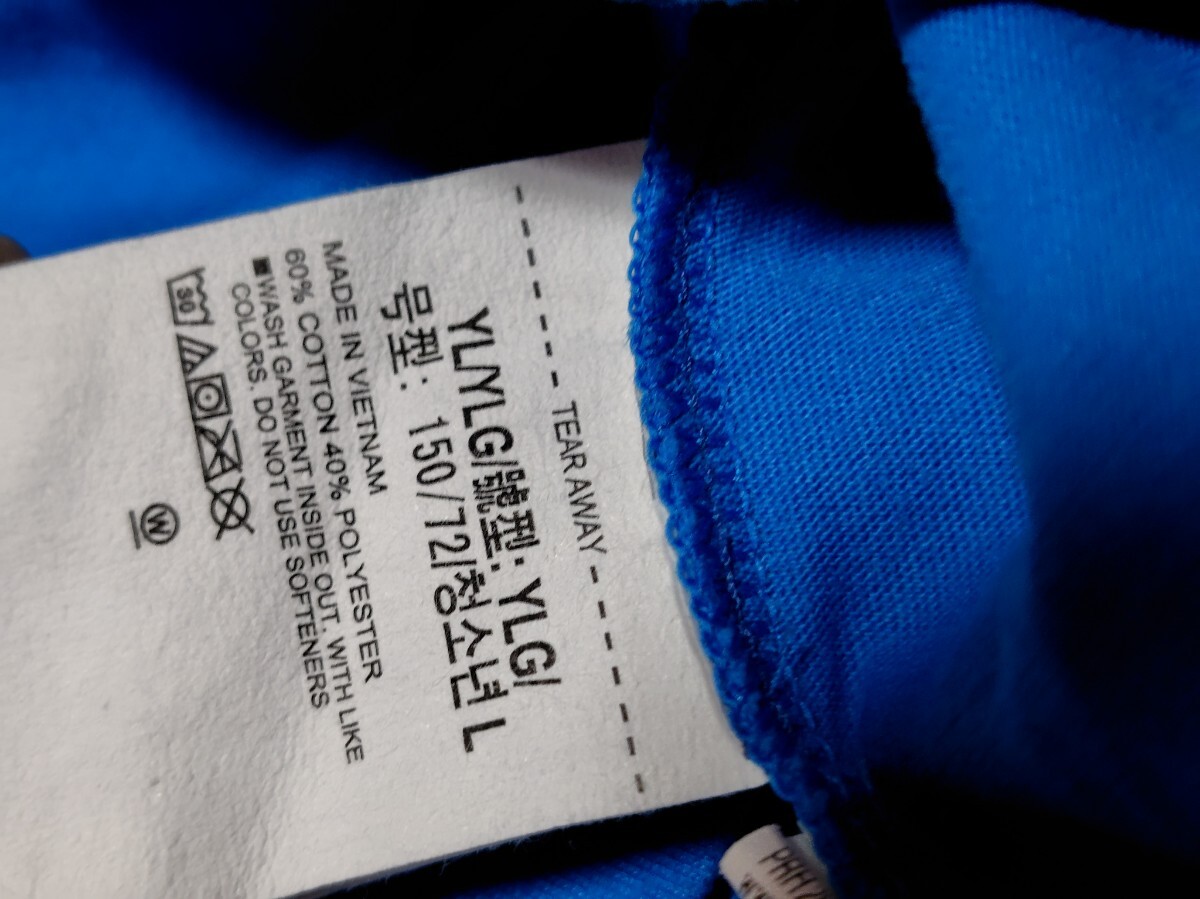 TEAR AWAY
YL/YLG/號型: YLG/
号型: 150/72/청소년 L
MADE IN VIETNAM
60% COTTON 40% POLYESTER
■WASH GARMENT INSIDE OUT. WITH LIKE
COLORS. DO NOT USE SOFTENERS
30
W